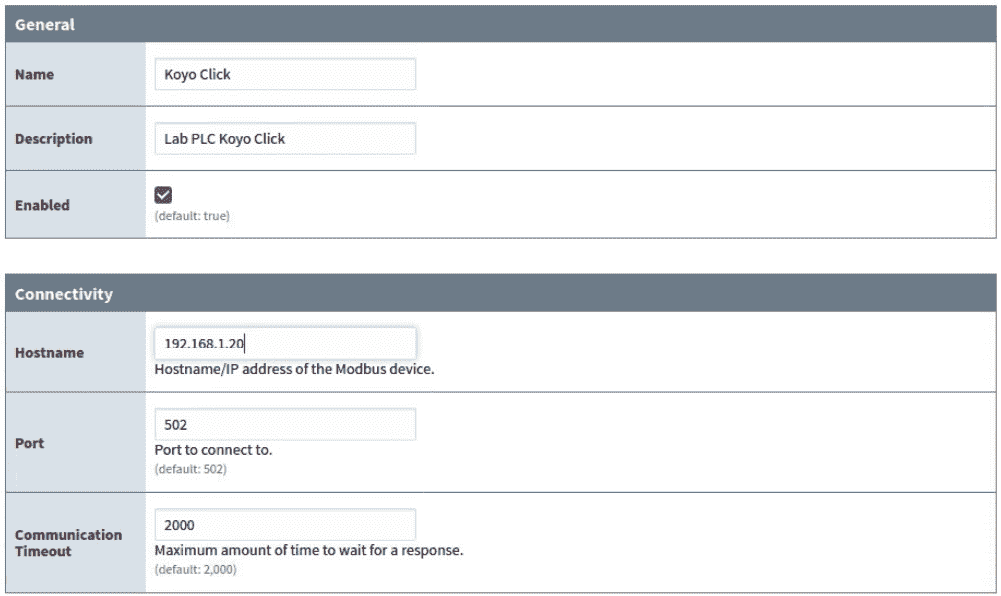 General
Name
Koyo Click
Description
Lab PLC Koyo Click
Enabled
(default: true)
Connectivity
Hostname
192.168.1.20
Hostname/IP address of the Modbus device.
Port
502
Port to connect to.
(default: 502)
Communication
Timeout
2000
Maximum amount of time to wait for a response.
(default: 2,000)